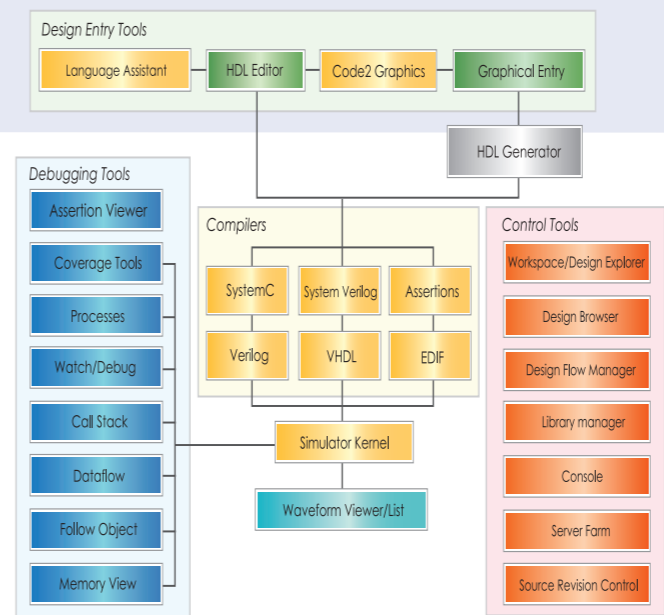 Design Entry Tools
Language Assistant
HDL Editor
Code2 Graphics
Graphical Entry
HDL Generator
Debugging Tools
Assertion Viewer
Coverage Tools
Processes
Watch/Debug
Call Stack
Dataflow
Follow Object
Memory View
Compilers
SystemC
System Verilog
Assertions
Verilog
VHDL
EDIF
Simulator Kernel
Waveform Viewer/List
Control Tools
Workspace/Design Explorer
Design Browser
Design Flow Manager
Library manager
Console
Server Farm
Source Revision Control